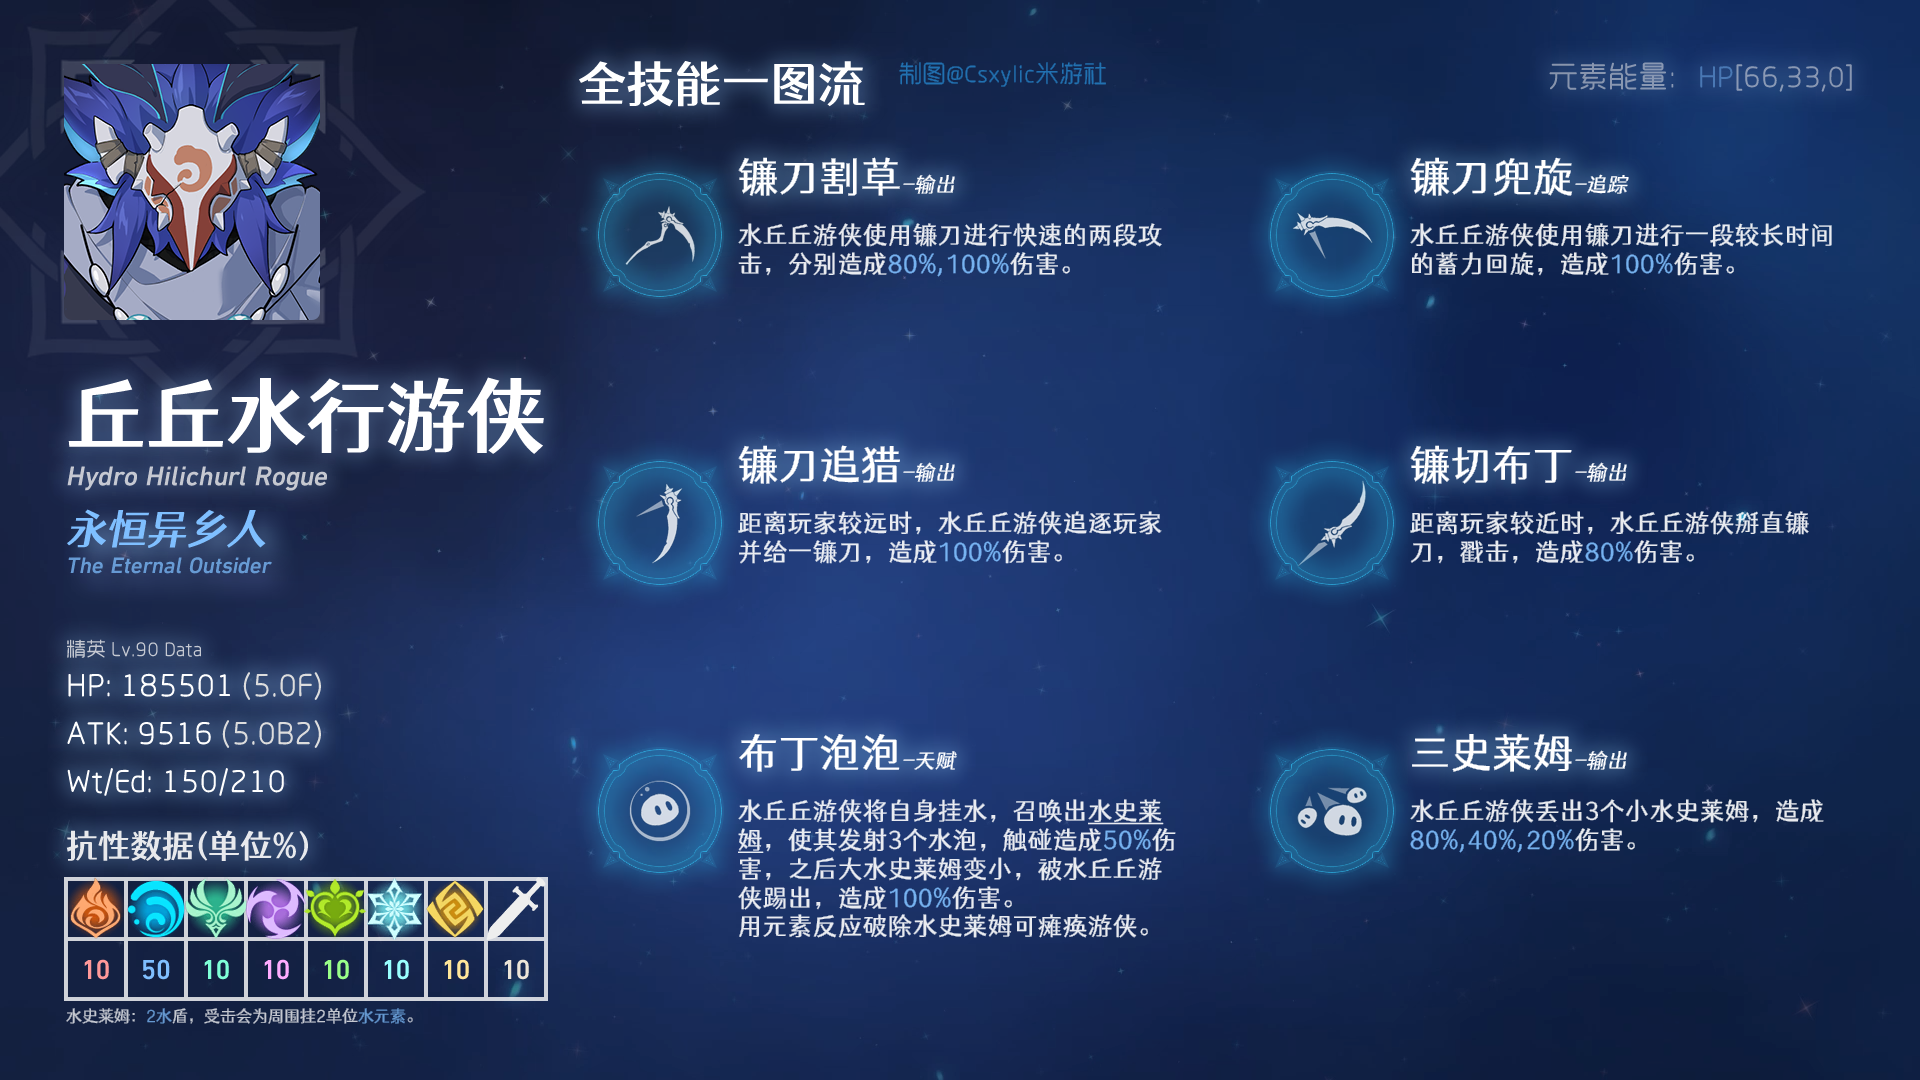 全技能一图流 制图@Csxylic米游社
元素能量: HP[66,33,0]
丘丘水行游侠
Hydro Hilichurl Rogue
永恒异乡人
The Eternal Outsider
精英 Lv.90 Data
HP: 185501 (5.0F)
ATK: 9516 (5.0B2)
Wt/Ed: 150/210
抗性数据(单位%)
10 50 10 10 10 10 10 10
水史莱姆: 2水盾，受击会为周围挂2单位水元素。
镰刀割草-输出
水丘丘游侠使用镰刀进行快速的两段攻
击，分别造成80%,100%伤害。
镰刀兜旋-追踪
水丘丘游侠使用镰刀进行一段较长时间
的蓄力回旋，造成100%伤害。
镰刀追猎-输出
距离玩家较远时，水丘丘游侠追逐玩家
并给一镰刀，造成100%伤害。
镰切布丁-输出
距离玩家较近时，水丘丘游侠掰直镰
刀，戳击，造成80%伤害。
布丁泡泡-天赋
水丘丘游侠将自身挂水，召唤出水史莱
姆，使其发射3个水泡，触碰造成50%伤
害，之后大水史莱姆变小，被水丘丘游
侠踢出，造成100%伤害。
用元素反应破除水史莱姆可瘫痪游侠。
三史莱姆-输出
水丘丘游侠丢出3个小水史莱姆，造成
80%,40%,20%伤害。